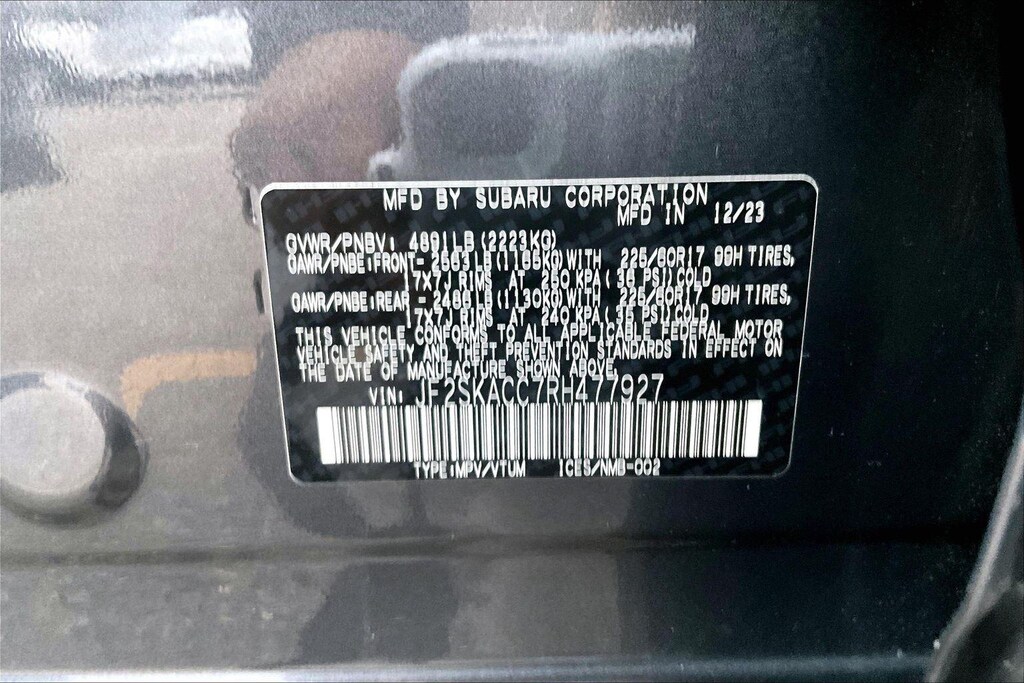 MFD BY SUBARU CORPORATION
MFD IN 12/23
GVWR/PNBV: 4901LB(2223KG)
GAWR/PNBE:FRONT- WITH 225/60R17 99H TIRES,
17X7J RIMS AT 250 KPA(36 PSI)COLD
GAWR/PNBE:REAR - (1130KG)WITH 225/60R17 99H TIRES,
17X7J RIMS AT 240 KPA(35 PSI)COLD
THIS VEHICLE CONFORMS TO ALL APPLICABLE FEDERAL MOTOR
VEHICLE SAFETY AND THEFT PREVENTION STANDARDS IN EFFECT ON
THE DATE OF MANUFACTURE SHOWN ABOVE.
VIN: JF2SKACC7RH477927
TYPE:MPV/VTUM ICES/NMB-002